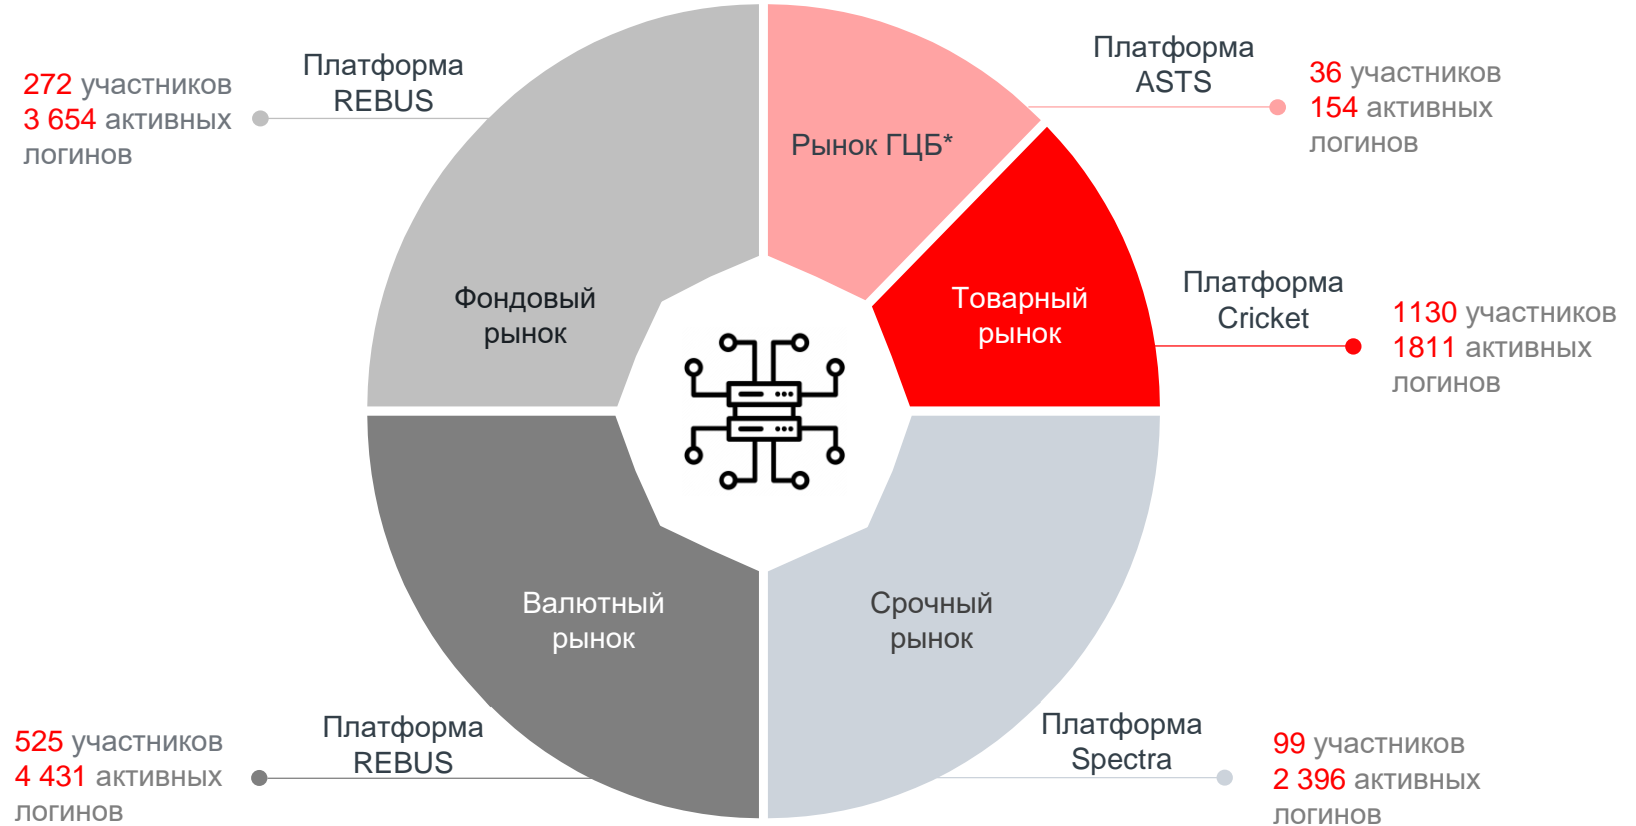 Платформа
REBUS
272 участников
3 654 активных
логинов
Платформа
ASTS
36 участников
154 активных
логинов
Рынок ГЦБ*
Фондовый
рынок
Товарный
рынок
Платформа
Cricket
1130 участников
1811 активных
логинов
Валютный
рынок
Срочный
рынок
Платформа
REBUS
525 участников
4 431 активных
логинов
Платформа
Spectra
99 участников
2 396 активных
логинов